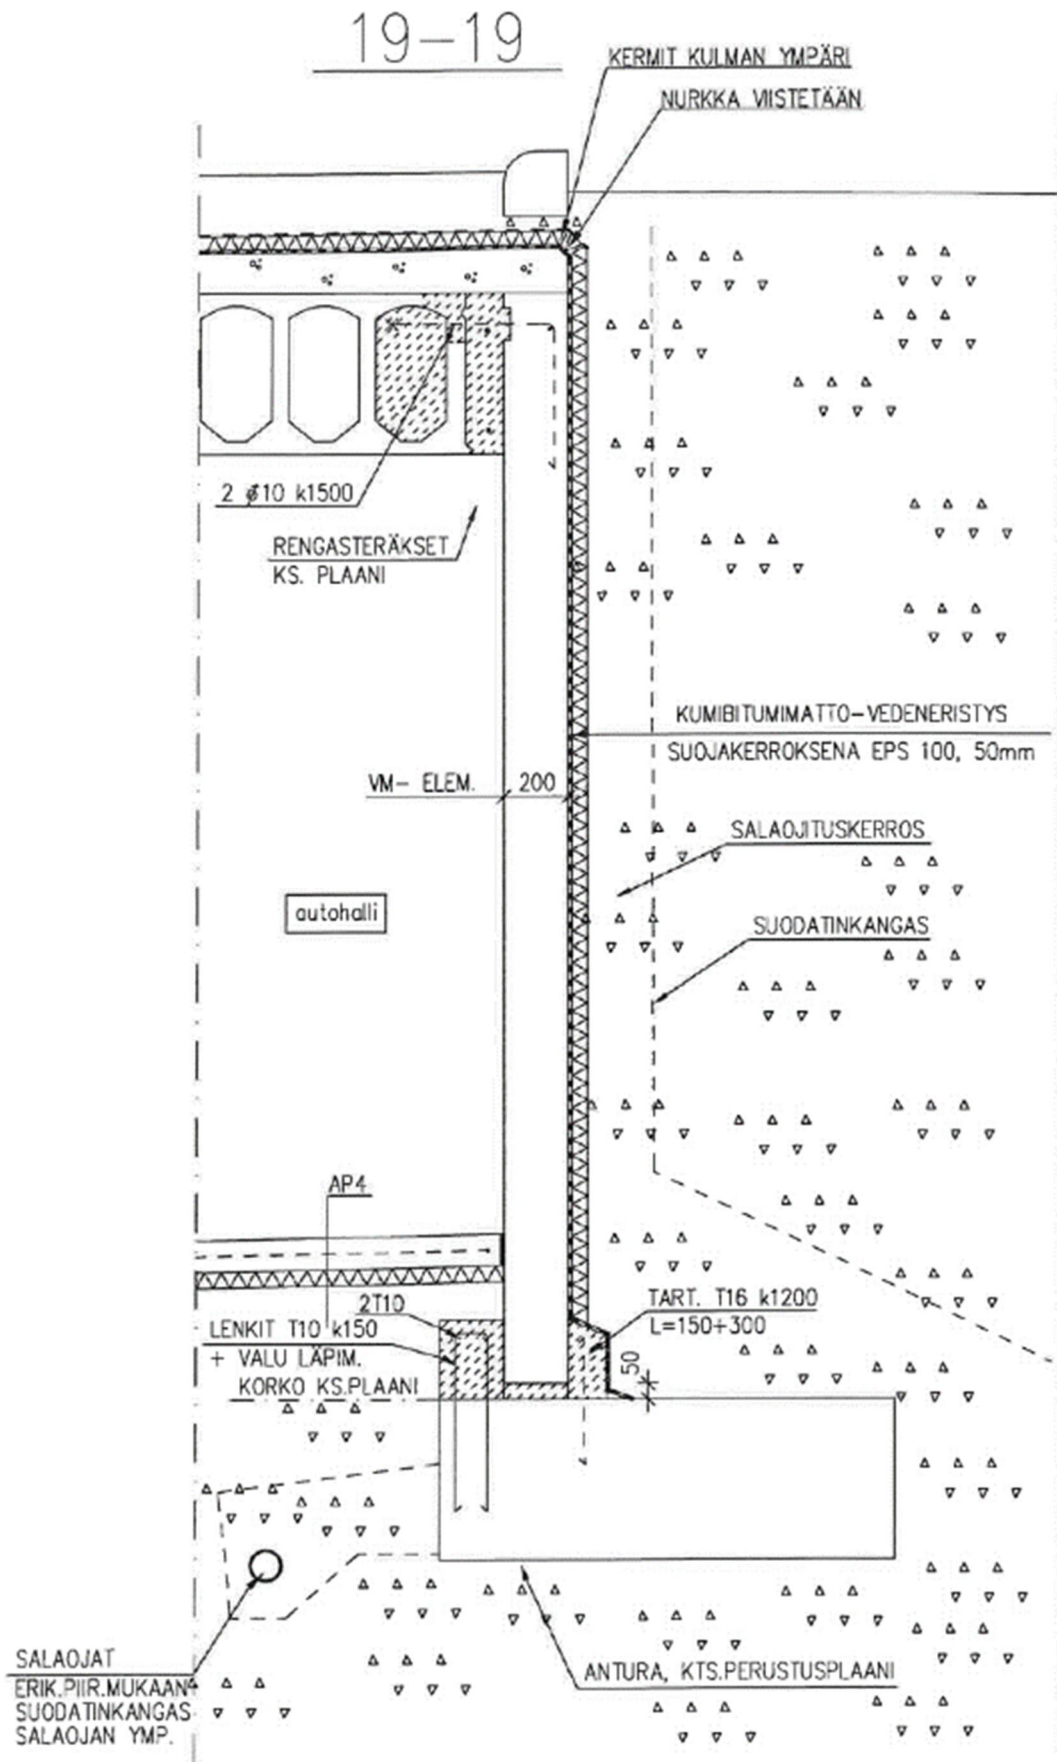 19-19
KERMIT KULMAN YMPÄRI
NURKKA VIISTETÄÄN
2 ø10 k1500
RENGASTERÄKSET
KS. PLAANI
KUMIBITUMIMATTO-VEDENERISTYS
SUOJAKERROKSENA EPS 100, 50mm
VM- ELEM.
200
SALAOJITUSKERROS
autohalli
SUODATINKANGAS
AP4
2T10
TART. T16 k1200
L=150+300
LENKIT T10 k150
+ VALU LÄPIM.
KORKO KS.PLAANI
50
SALAOJAT
ERIK.PIIR.MUKAAN
SUODATINKANGAS
SALAOJAN YMP.
ANTURA, KTS.PERUSTUSPLAANI